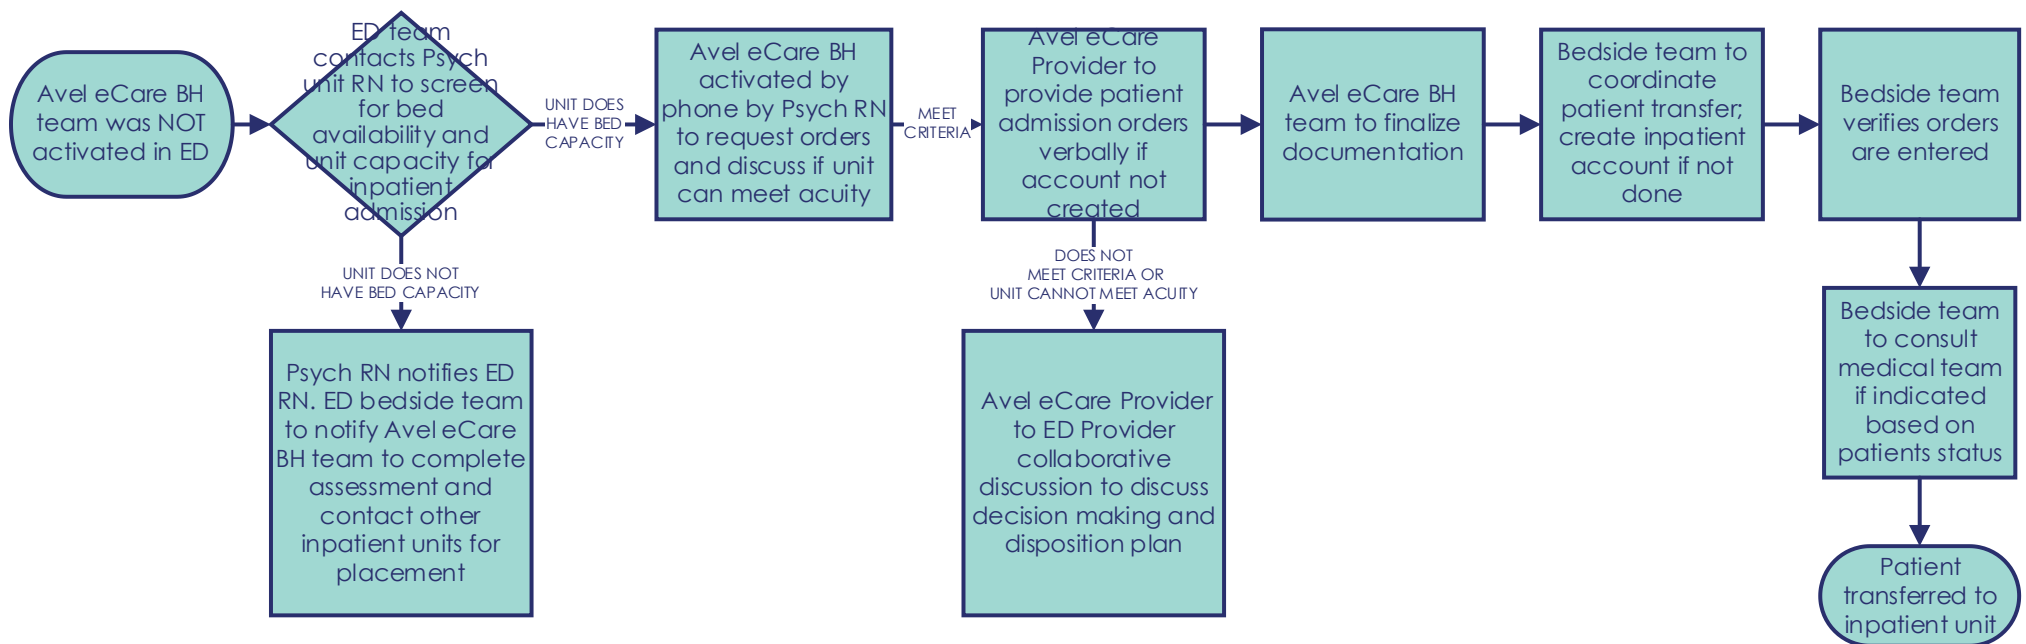 Avel eCare BH
team was NOT
activated in ED
ED team
contacts Psych
unit RN to screen
for bed
availability and
unit capacity for
inpatient
admission
UNIT DOES
HAVE BED
CAPACITY
Avel eCare BH
activated by
phone by Psych RN
to request orders
and discuss if unit
can meet acuity
MEET
CRITERIA
Avel eCare
Provider to
provide patient
admission orders
verbally if
account not
created
Avel eCare BH
team to finalize
documentation
Bedside team to
coordinate
patient transfer;
create inpatient
account if not
done
Bedside team
verifies orders
are entered
UNIT DOES NOT
HAVE BED CAPACITY
DOES NOT
MEET CRITERIA OR
UNIT CANNOT MEET ACUITY
Psych RN notifies ED
RN. ED bedside team
to notify Avel eCare
BH team to complete
assessment and
contact other
inpatient units for
placement
Avel eCare Provider
to ED Provider
collaborative
discussion to discuss
decision making and
disposition plan
Bedside team
to consult
medical team
if indicated
based on
patients status
Patient
transferred to
inpatient unit